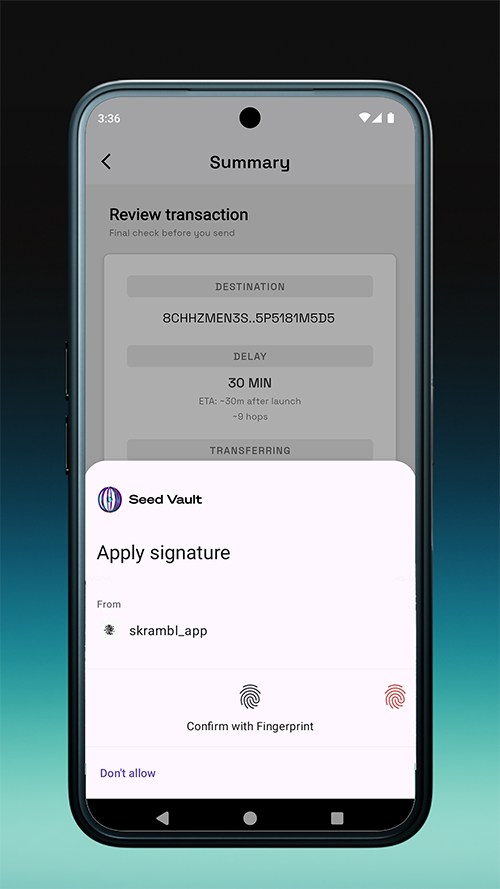 3:36
Summary
Review transaction
Final check before you send
DESTINATION
8CHHZMEN3S..5P5181M5D5
DELAY
30 MIN
ETA: ~30m after launch
~9 hops
TRANSFERRING
Seed Vault
Apply signature
From
skrambl_app
Confirm with Fingerprint
Don't allow